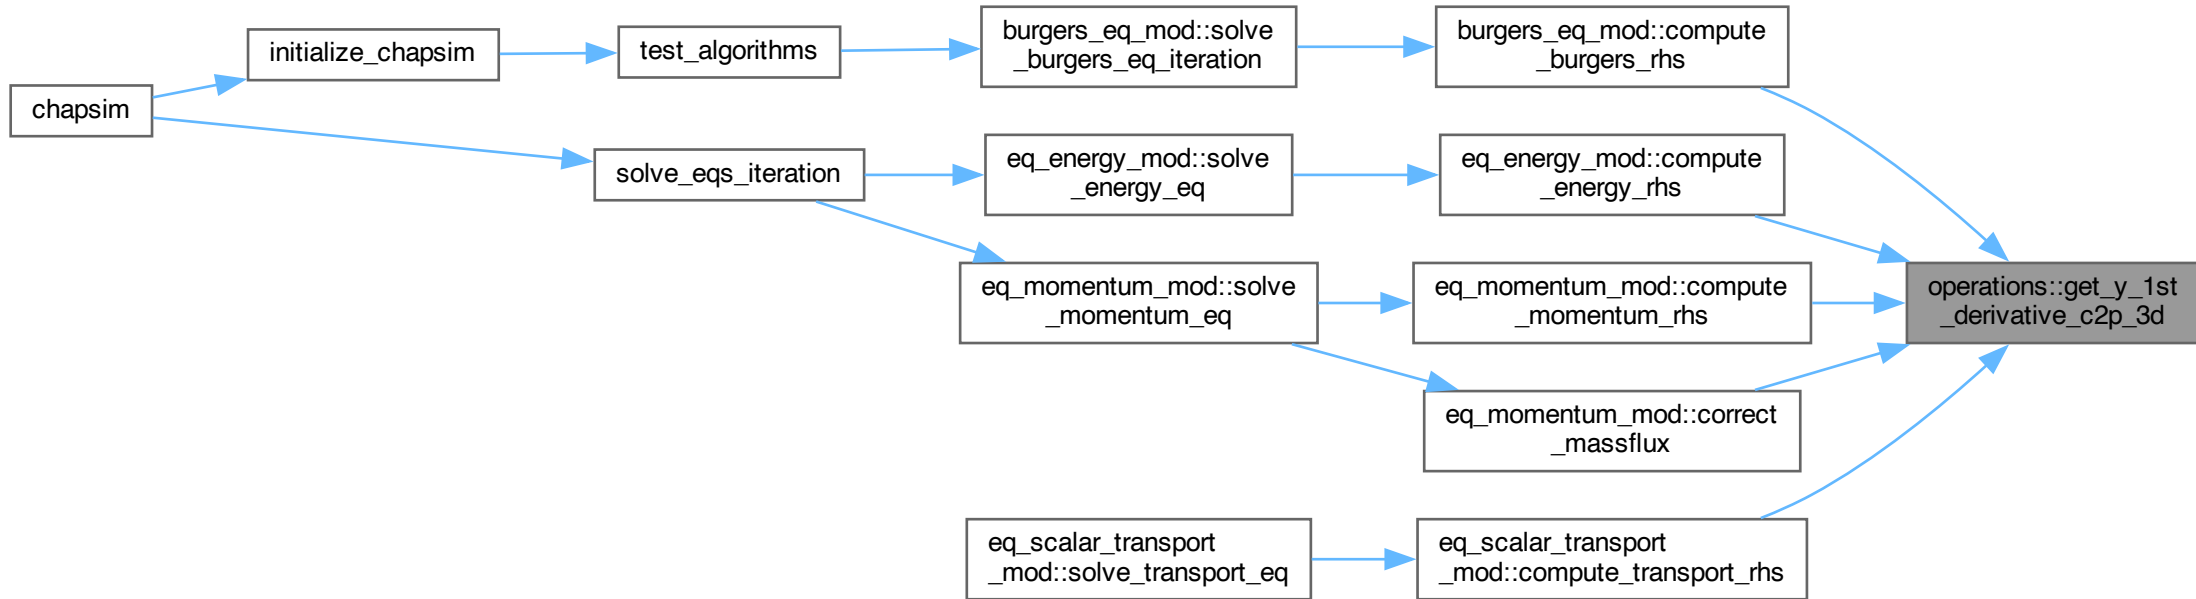 burgers_eq_mod::solve
_burgers_eq_iteration
burgers_eq_mod::compute
_burgers_rhs
initialize_chapsim
test_algorithms
chapsim
solve_eqs_iteration
eq_energy_mod::solve
_energy_eq
eq_energy_mod::compute
_energy_rhs
eq_momentum_mod::solve
_momentum_eq
eq_momentum_mod::compute
_momentum_rhs
operations::get_y_1st
_derivative_c2p_3d
eq_momentum_mod::correct
_massflux
eq_scalar_transport
_mod::solve_transport_eq
eq_scalar_transport
_mod::compute_transport_rhs